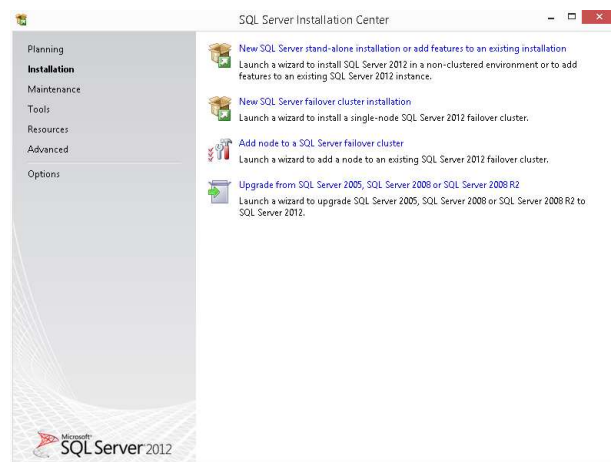 SQL Server Installation Center
Planning
Installation
Maintenance
Tools
Resources
Advanced
Options
New SQL Server stand-alone installation or add features to an existing installation
Launch a wizard to install SQL Server 2012 in a non-clustered environment or to add
features to an existing SQL Server 2012 instance.
New SQL Server failover cluster installation
Launch a wizard to install a single-node SQL Server 2012 failover cluster.
Add node to a SQL Server failover cluster
Launch a wizard to add a node to an existing SQL Server 2012 failover cluster.
Upgrade from SQL Server 2005, SQL Server 2008 or SQL Server 2008 R2
Launch a wizard to upgrade SQL Server 2005, SQL Server 2008 or SQL Server 2008 R2 to
SQL Server 2012.
Microsoft
SQL Server 2012